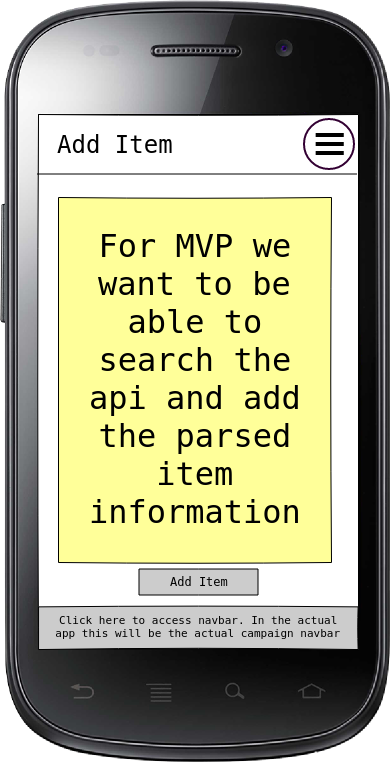 Add Item
For MVP we
want to be
able to
search the
api and add
the parsed
item
information
Add Item
Click here to access navbar. In the actual
app this will be the actual campaign navbar